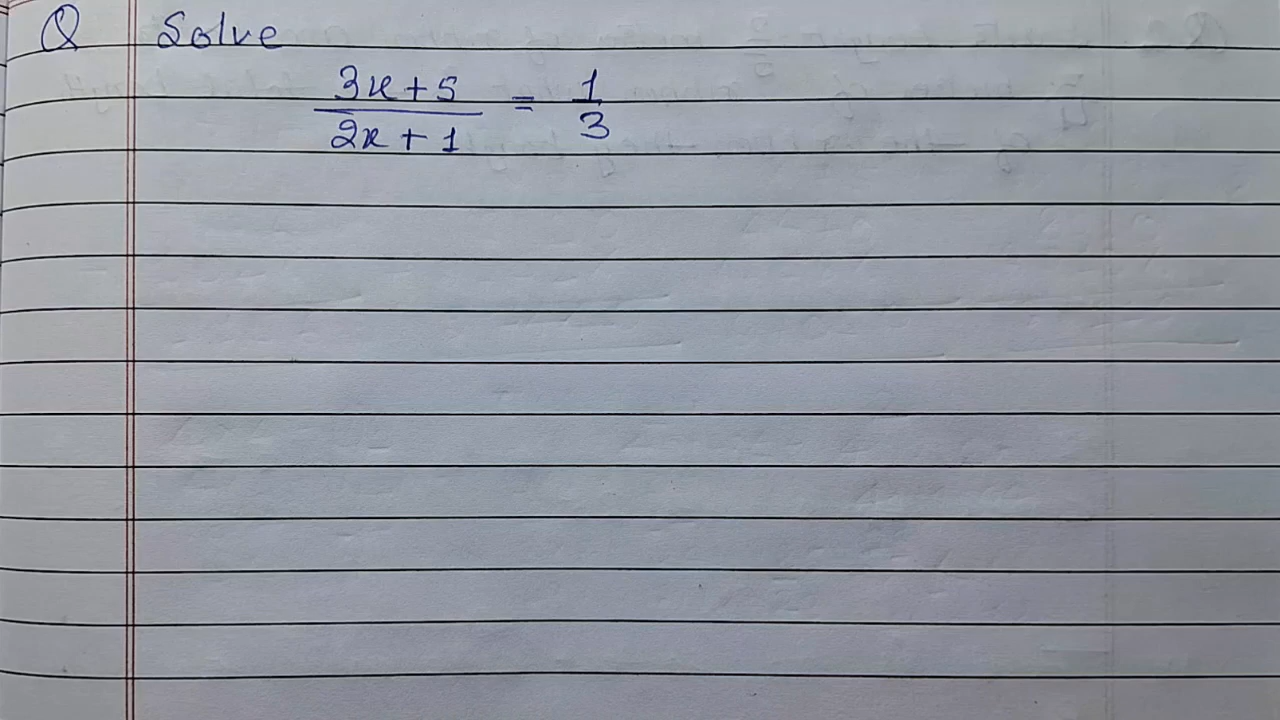 Q Solve
3x+5 / 2x+1 = 1/3